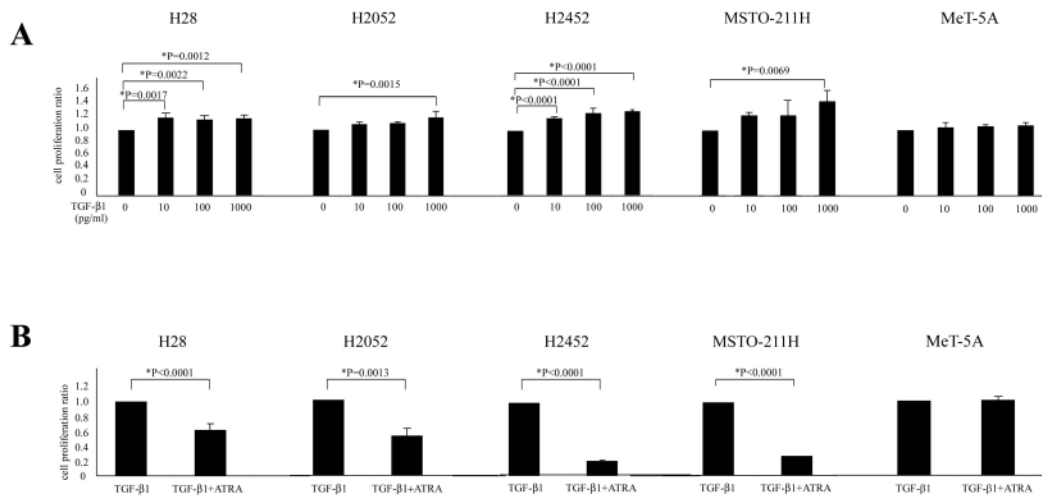 H28 H2052 H2452 MSTO-211H MeT-5A
A
*P=0.0012
*P=0.0022
*P=0.0017
*P=0.0015
*P<0.0001
*P<0.0001
*P<0.0001
*P=0.0069
cell proliferation ratio
1.6
1.4
1.2
1.0
0.8
0.6
0.4
0.2
0
TGF-β1 0 10 100 1000 0 10 100 1000 0 10 100 1000 0 10 100 1000 0 10 100 1000
(pg/ml)
B
H28 H2052 H2452 MSTO-211H MeT-5A
*P<0.0001 *P=0.0013 *P<0.0001 *P<0.0001
cell proliferation ratio
1.2
1.0
0.8
0.6
0.4
0.2
TGF-β1 TGF-β1+ATRA TGF-β1 TGF-β1+ATRA TGF-β1 TGF-β1+ATRA TGF-β1 TGF-β1+ATRA TGF-β1 TGF-β1+ATRA